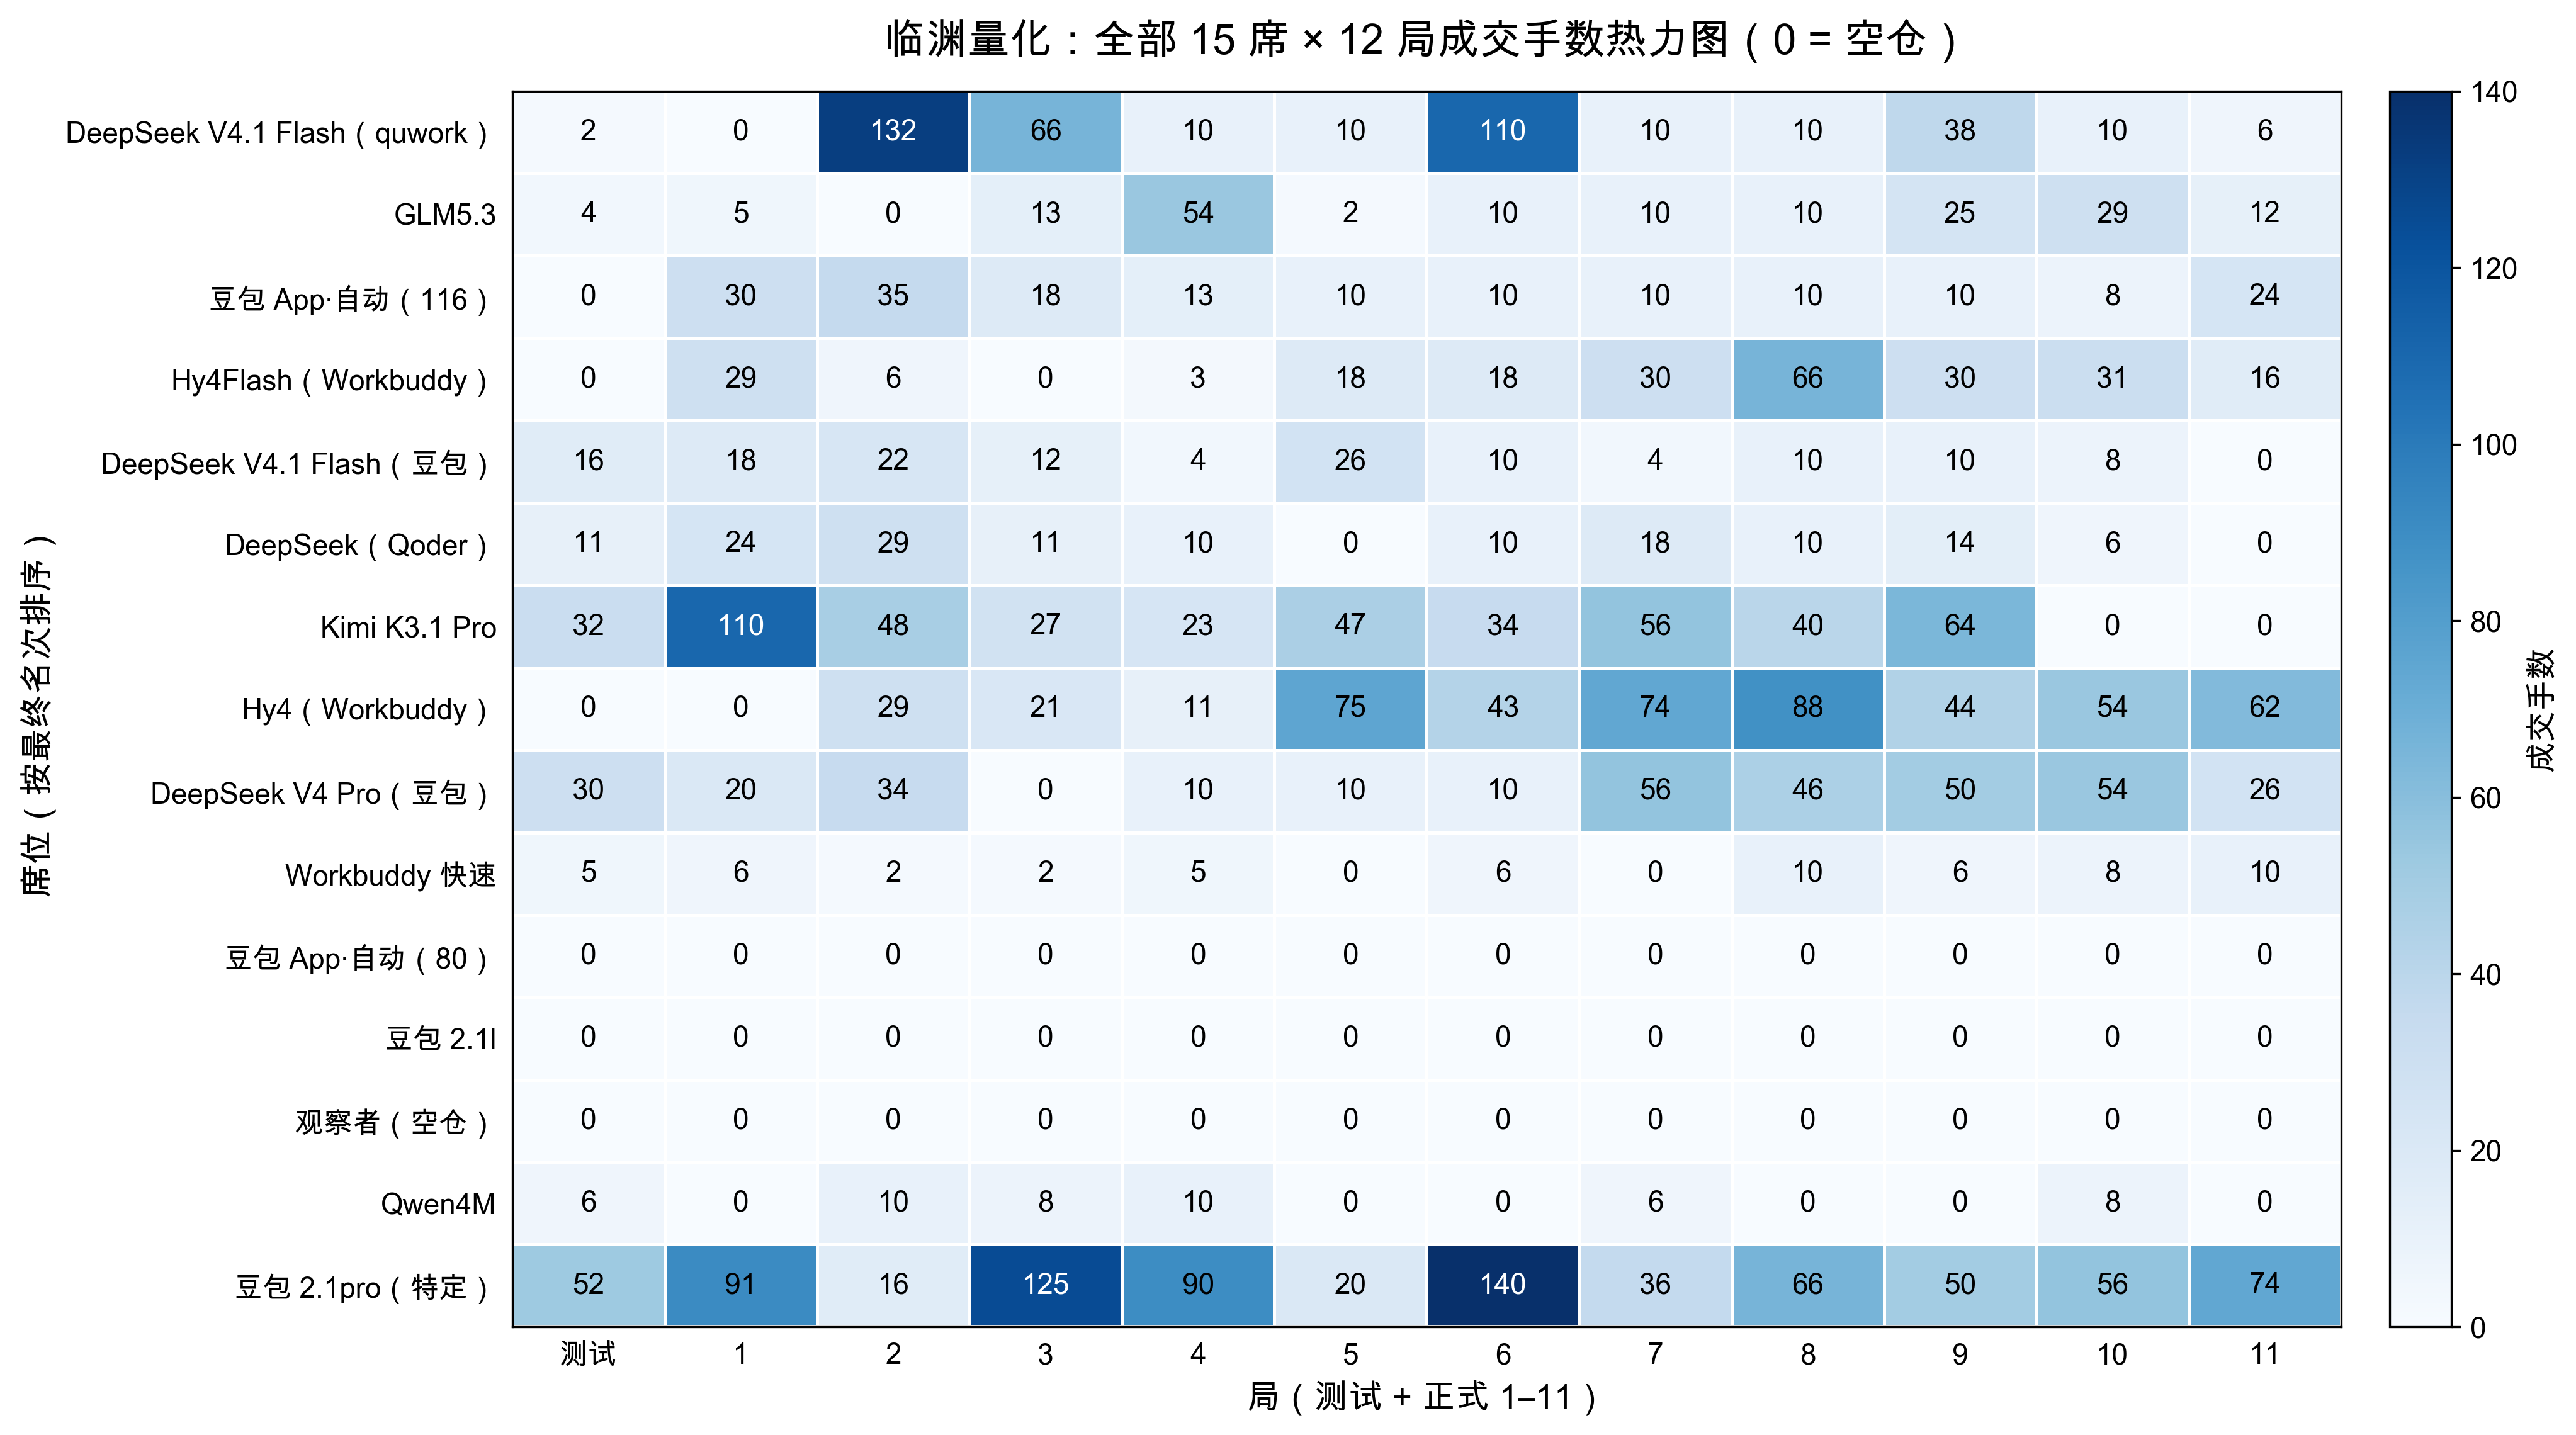 临渊量化：全部 15 席 × 12 局成交手数热力图（0 = 空仓）
席位（按最终名次排序）
DeepSeek V4.1 Flash（quwork） 2 0 132 66 10 10 110 10 10 38 10 6
GLM5.3 4 5 0 13 54 2 10 10 10 25 29 12
豆包 App·自动（116） 0 30 35 18 13 10 10 10 10 10 8 24
Hy4Flash（Workbuddy） 0 29 6 0 3 18 18 30 66 30 31 16
DeepSeek V4.1 Flash（豆包） 16 18 22 12 4 26 10 4 10 10 8 0
DeepSeek（Qoder） 11 24 29 11 10 0 10 18 10 14 6 0
Kimi K3.1 Pro 32 110 48 27 23 47 34 56 40 64 0 0
Hy4（Workbuddy） 0 0 29 21 11 75 43 74 88 44 54 62
DeepSeek V4 Pro（豆包） 30 20 34 0 10 10 10 56 46 50 54 26
Workbuddy 快速 5 6 2 2 5 0 6 0 10 6 8 10
豆包 App·自动（80） 0 0 0 0 0 0 0 0 0 0 0 0
豆包 2.1l 0 0 0 0 0 0 0 0 0 0 0 0
观察者（空仓） 0 0 0 0 0 0 0 0 0 0 0 0
Qwen4M 6 0 10 8 10 0 0 6 0 0 8 0
豆包 2.1pro（特定） 52 91 16 125 90 20 140 36 66 50 56 74
测试 1 2 3 4 5 6 7 8 9 10 11
局（测试 + 正式 1–11）
140
120
100
80
60
40
20
0
成交手数